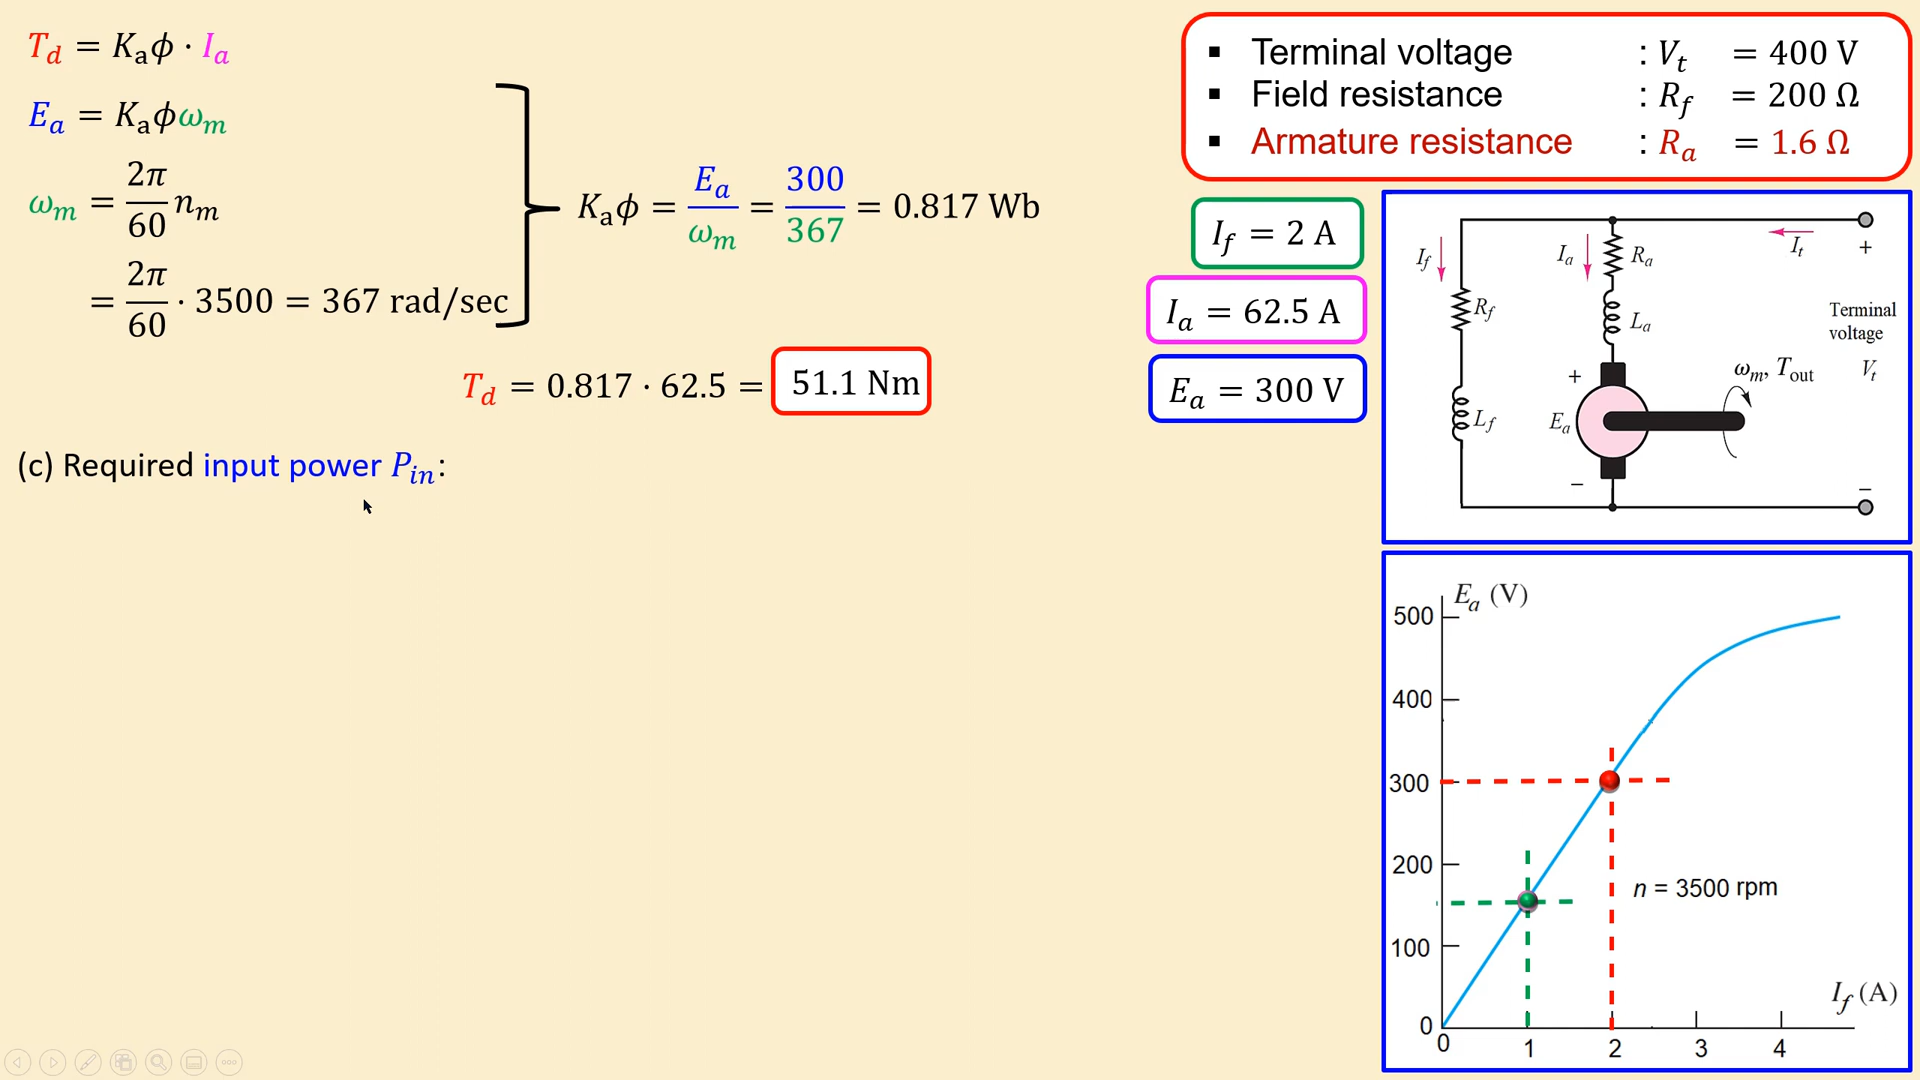 T_d = K_aϕ · I_a
E_a = K_aϕω_m
ω_m = 2π/60 n_m
= 2π/60 · 3500 = 367 rad/sec
K_aϕ = E_a/ω_m = 300/367 = 0.817 Wb
T_d = 0.817 · 62.5 = 51.1 Nm
(c) Required input power P_in:
▪ Terminal voltage : V_t = 400 V
▪ Field resistance : R_f = 200 Ω
▪ Armature resistance : R_a = 1.6 Ω
I_f = 2 A
I_a = 62.5 A
E_a = 300 V
I_f
I_a
R_a
I_t
+
R_f
L_a
Terminal
voltage
V_t
+
ω_m, T_out
L_f
E_a
−
−
E_a (V)
500
400
300
200
n = 3500 rpm
100
I_f (A)
0
0 1 2 3 4